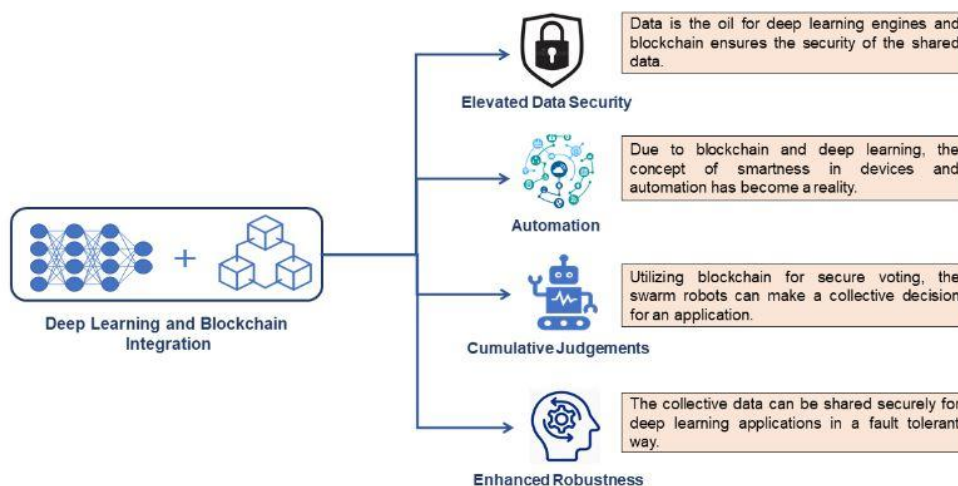 Data is the oil for deep learning engines and
blockchain ensures the security of the shared
data.
Elevated Data Security
Due to blockchain and deep learning, the
concept of smartness in devices and
automation has become a reality.
Automation
+
Deep Learning and Blockchain
Integration
Utilizing blockchain for secure voting, the
swarm robots can make a collective decision
for an application.
Cumulative Judgements
The collective data can be shared securely for
deep learning applications in a fault tolerant
way.
Enhanced Robustness